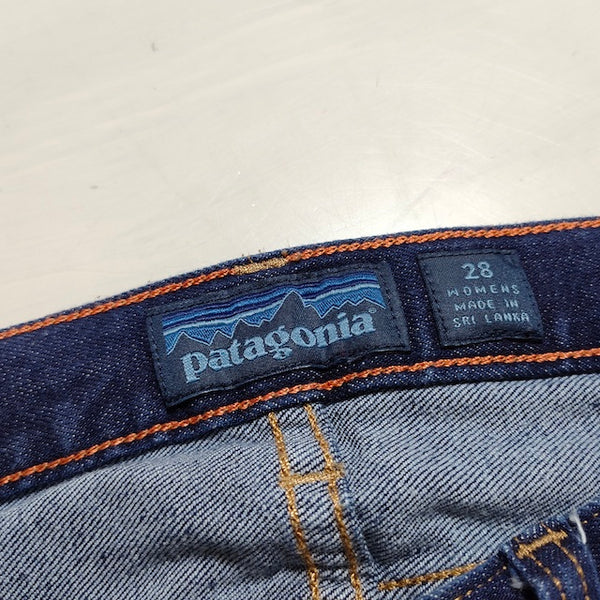 patagonia®
28
WOMENS
MADE IN
SRI LANKA